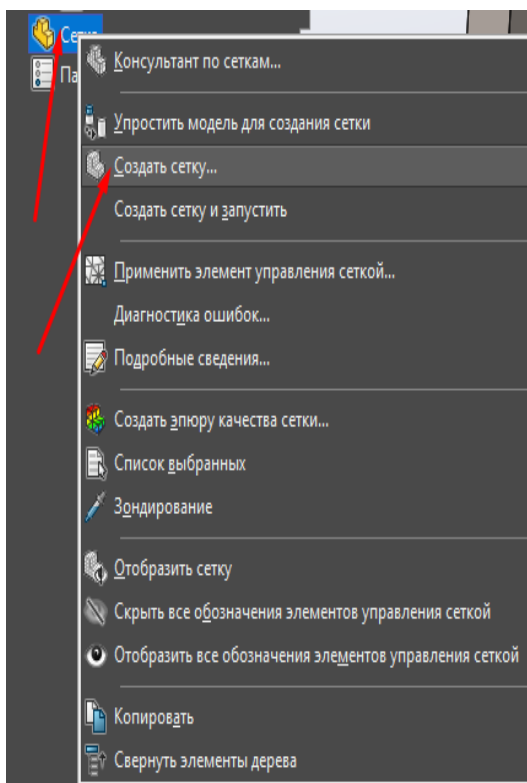 Сетка
Па
Консультант по сеткам...
Упростить модель для создания сетки
Создать сетку...
Создать сетку и запустить
Применить элемент управления сеткой...
Диагностика ошибок...
Подробные сведения...
Создать эпюру качества сетки...
Список выбранных
Зондирование
Отобразить сетку
Скрыть все обозначения элементов управления сеткой
Отобразить все обозначения элементов управления сеткой
Копировать
Свернуть элементы дерева